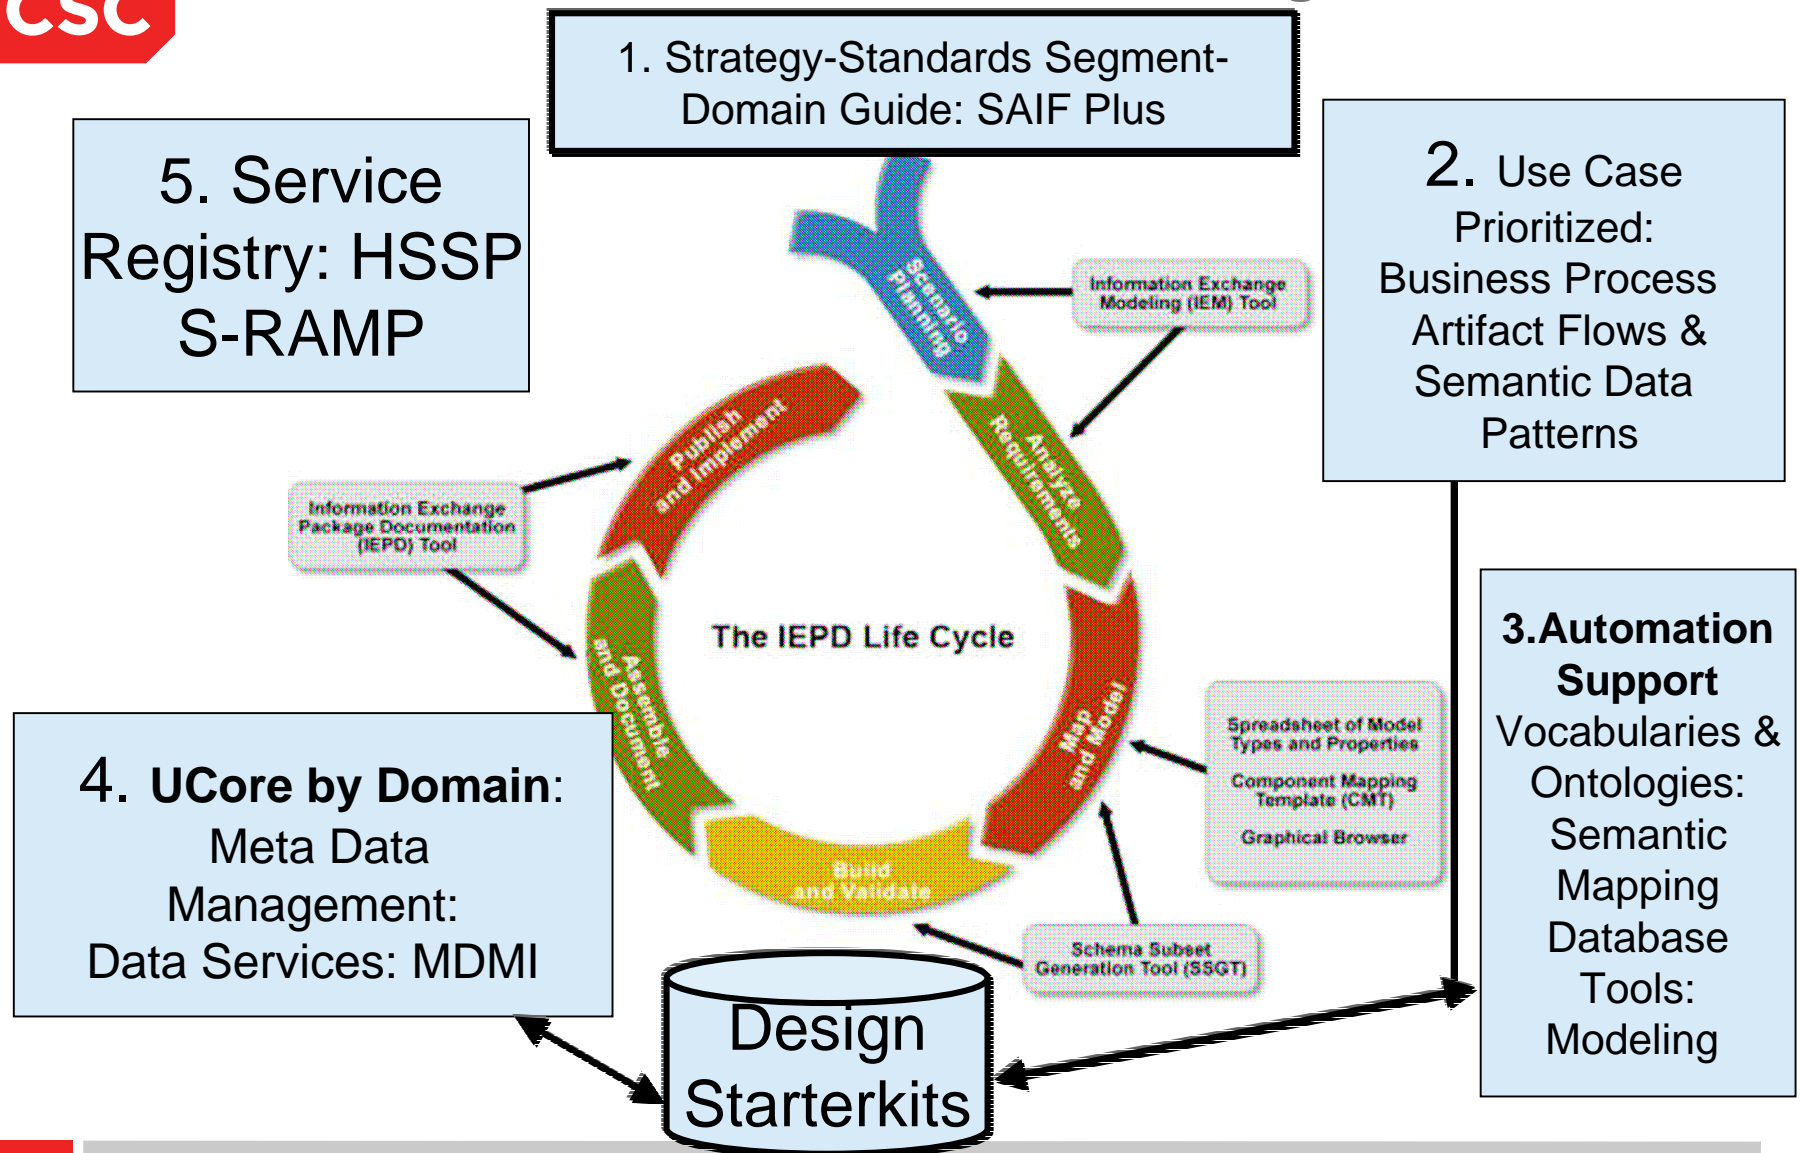 CSC
1. Strategy-Standards Segment-
Domain Guide: SAIF Plus
5. Service
Registry: HSSP
S-RAMP
2. Use Case
Prioritized:
Business Process
Artifact Flows &
Semantic Data
Patterns
Scenario
Planning
Information Exchange
Modeling (IEM) Tool
Analyze
Requirements
Publish
and Implement
Information Exchange
Package Documentation
(IEPD) Tool
The IEPD Life Cycle
3.Automation
Support
Vocabularies &
Ontologies:
Semantic
Mapping
Database
Tools:
Modeling
Assemble
and Document
Map
and Model
Spreadsheet of Model
Types and Properties
Component Mapping
Template (CMT)
Graphical Browser
4. UCore by Domain:
Meta Data
Management:
Data Services: MDMI
Build
and Validate
Schema Subset
Generation Tool (SSGT)
Design
Starterkits